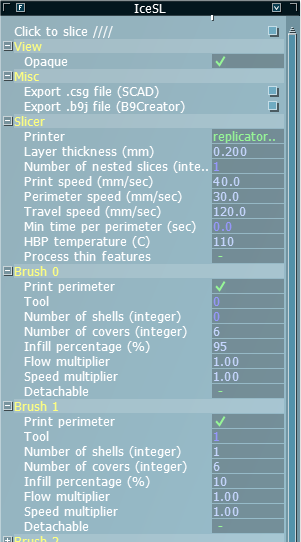 IceSL
Click to slice ////
View
Opaque
Misc
Export .csg file (SCAD)
Export .b9j file (B9Creator)
Slicer
Printer replicator..
Layer thickness (mm) 0.200
Number of nested slices (inte.. 1
Print speed (mm/sec) 40.0
Perimeter speed (mm/sec) 30.0
Travel speed (mm/sec) 120.0
Min time per perimeter (sec) 0.0
HBP temperature (C) 110
Process thin features -
Brush 0
Print perimeter
Tool 0
Number of shells (integer) 0
Number of covers (integer) 6
Infill percentage (%) 95
Flow multiplier 1.00
Speed multiplier 1.00
Detachable -
Brush 1
Print perimeter
Tool 1
Number of shells (integer) 1
Number of covers (integer) 6
Infill percentage (%) 10
Flow multiplier 1.00
Speed multiplier 1.00
Detachable -
Brush 2